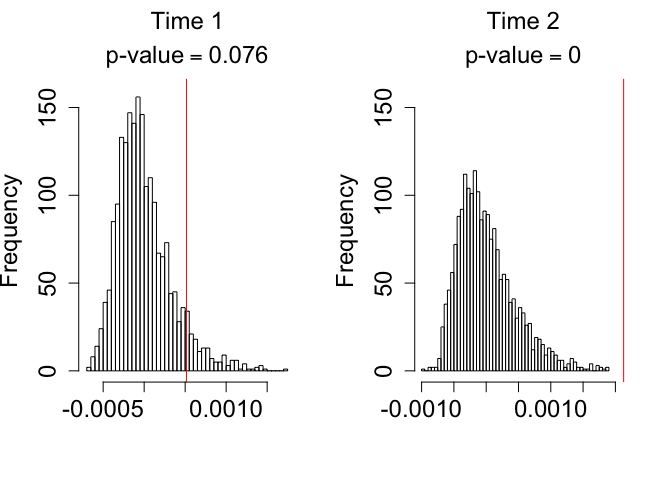 Time 1
p-value = 0.076
Frequency
150
100
50
0
-0.0005
0.0010
Time 2
p-value = 0
Frequency
150
100
50
0
-0.0010
0.0010